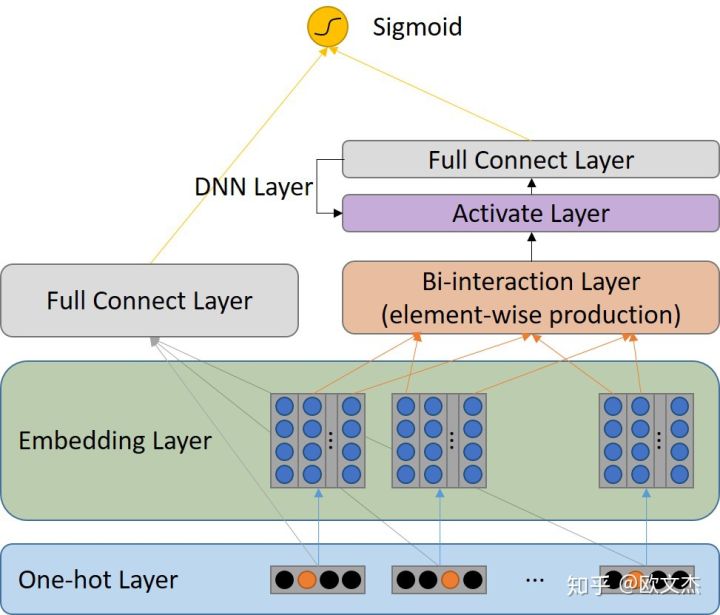 Sigmoid
Full Connect Layer
DNN Layer
Activate Layer
Full Connect Layer
Bi-interaction Layer
(element-wise production)
Embedding Layer
One-hot Layer
...
知乎 @欧文杰